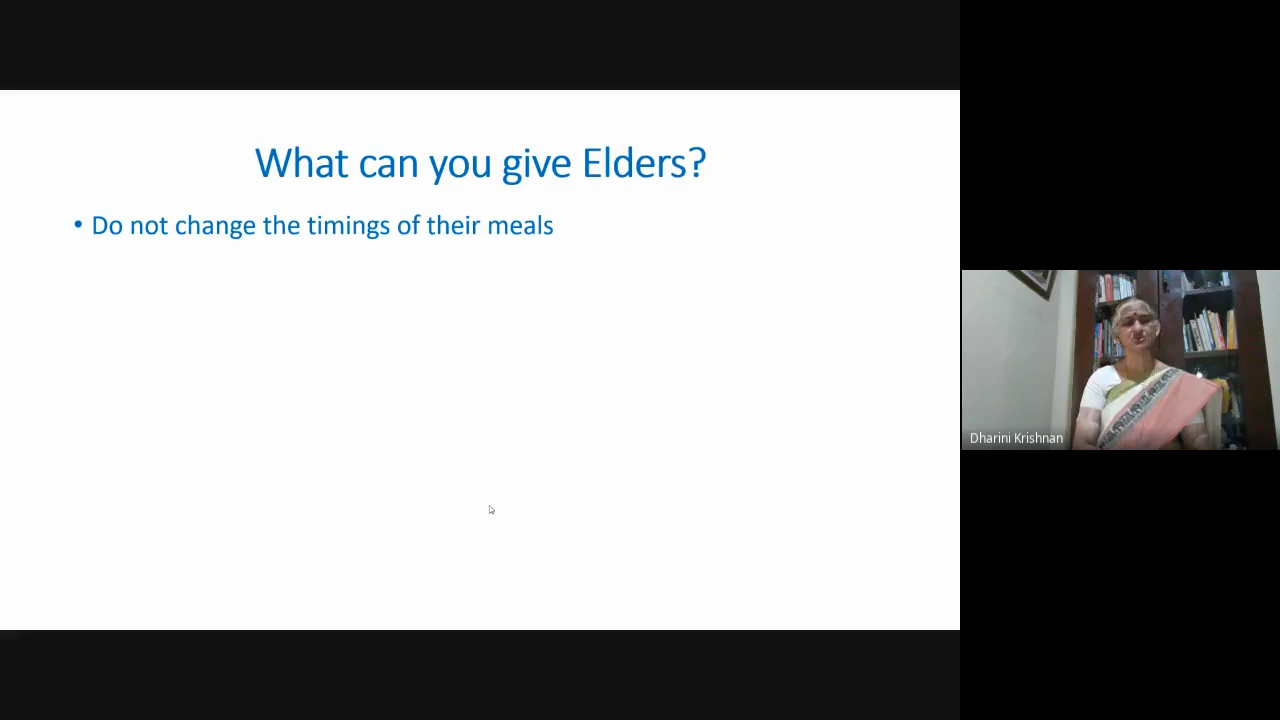 What can you give Elders?
• Do not change the timings of their meals
Dharini Krishnan